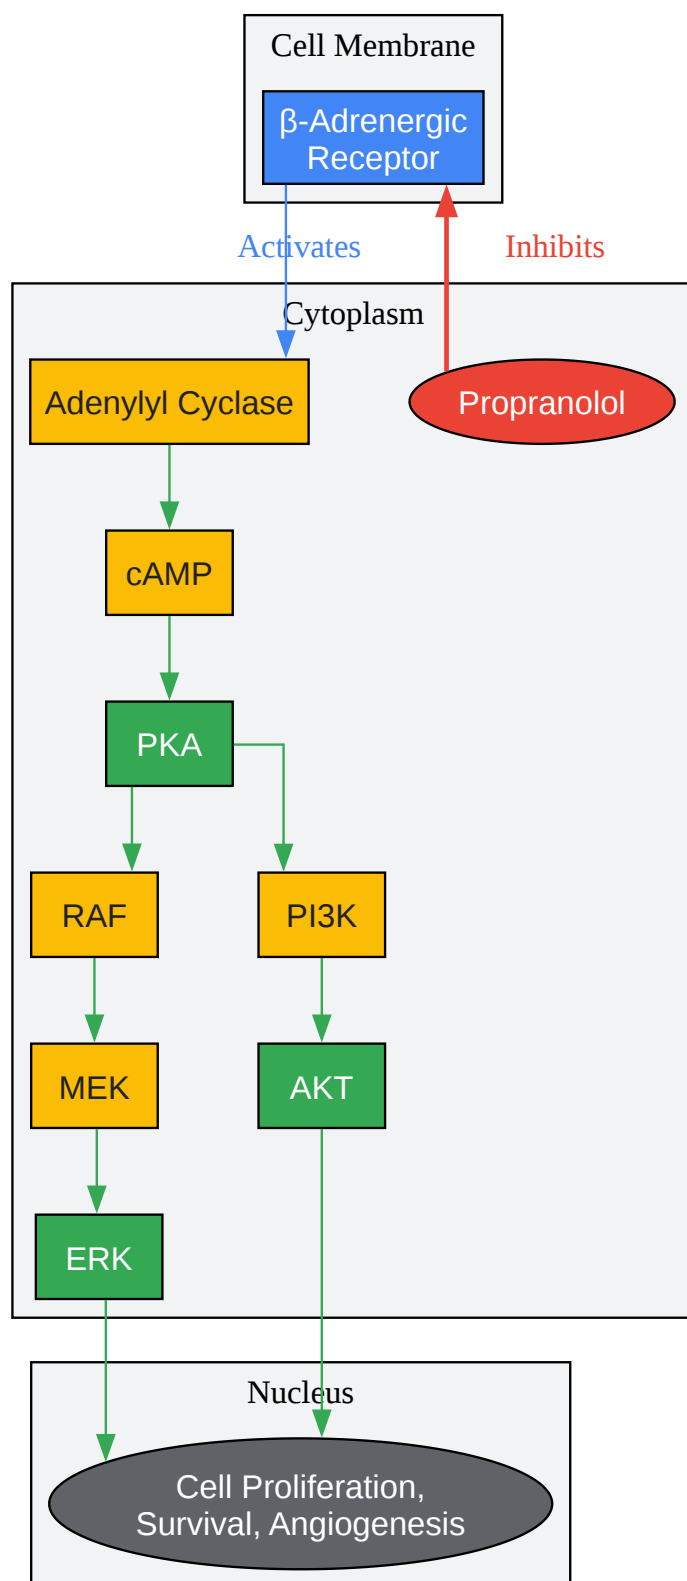 Cell Membrane
β-Adrenergic
Receptor
Activates
Inhibits
Cytoplasm
Adenylyl Cyclase
Propranolol
cAMP
PKA
RAF
PI3K
MEK
AKT
ERK
Nucleus
Cell Proliferation,
Survival, Angiogenesis